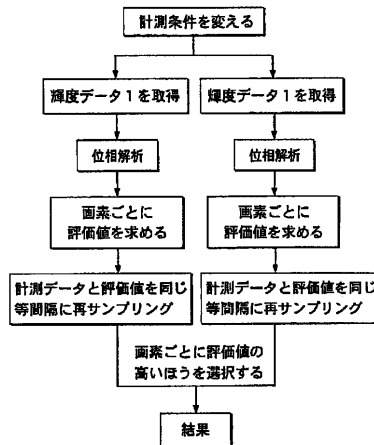 計測条件を変える
輝度データ1を取得
輝度データ1を取得
位相解析
位相解析
画素ごとに
評価値を求める
画素ごとに
評価値を求める
計測データと評価値を同じ
等間隔に再サンプリング
計測データと評価値を同じ
等間隔に再サンプリング
画素ごとに評価値の
高いほうを選択する
結果